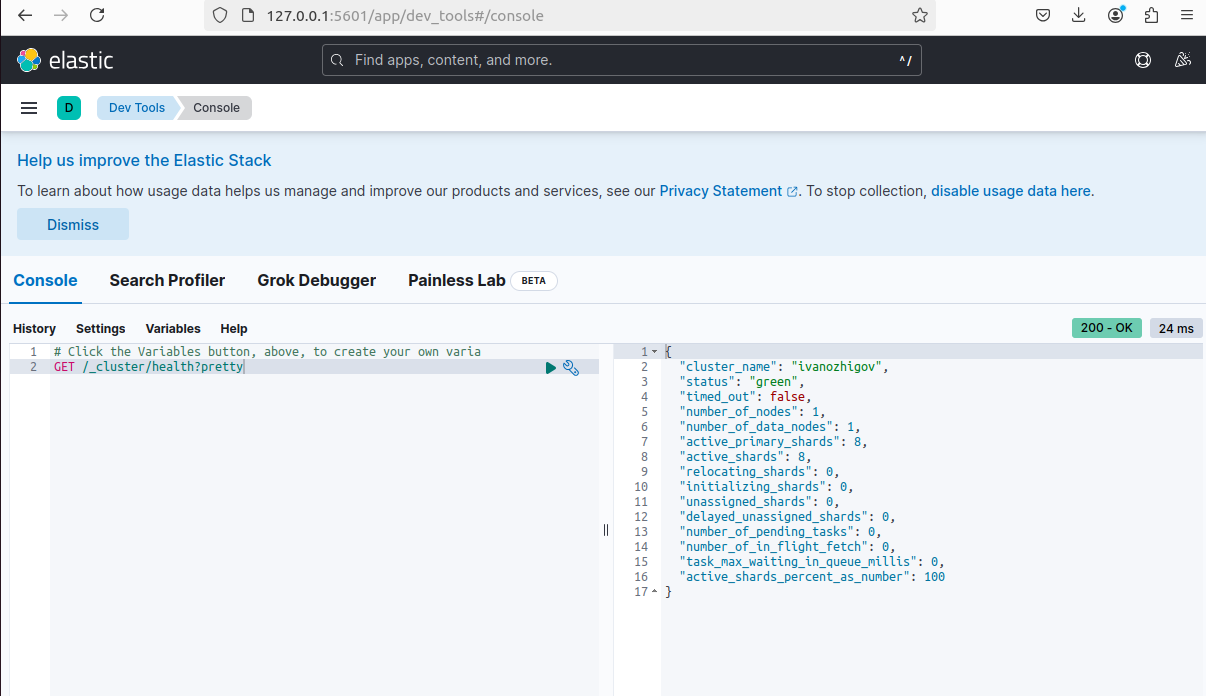 127.0.0.1:5601/app/dev_tools#/console
elastic
Find apps, content, and more.
^/
D
Dev Tools
Console
Help us improve the Elastic Stack
To learn about how usage data helps us manage and improve our products and services, see our Privacy Statement. To stop collection, disable usage data here.
Dismiss
Console
Search Profiler
Grok Debugger
Painless Lab
BETA
History
Settings
Variables
Help
200 - OK
24 ms
1 # Click the Variables button, above, to create your own varia
2 GET /_cluster/health?pretty
1 {
2 "cluster_name": "ivanozhigov",
3 "status": "green",
4 "timed_out": false,
5 "number_of_nodes": 1,
6 "number_of_data_nodes": 1,
7 "active_primary_shards": 8,
8 "active_shards": 8,
9 "relocating_shards": 0,
10 "initializing_shards": 0,
11 "unassigned_shards": 0,
12 "delayed_unassigned_shards": 0,
13 "number_of_pending_tasks": 0,
14 "number_of_in_flight_fetch": 0,
15 "task_max_waiting_in_queue_millis": 0,
16 "active_shards_percent_as_number": 100
17 }